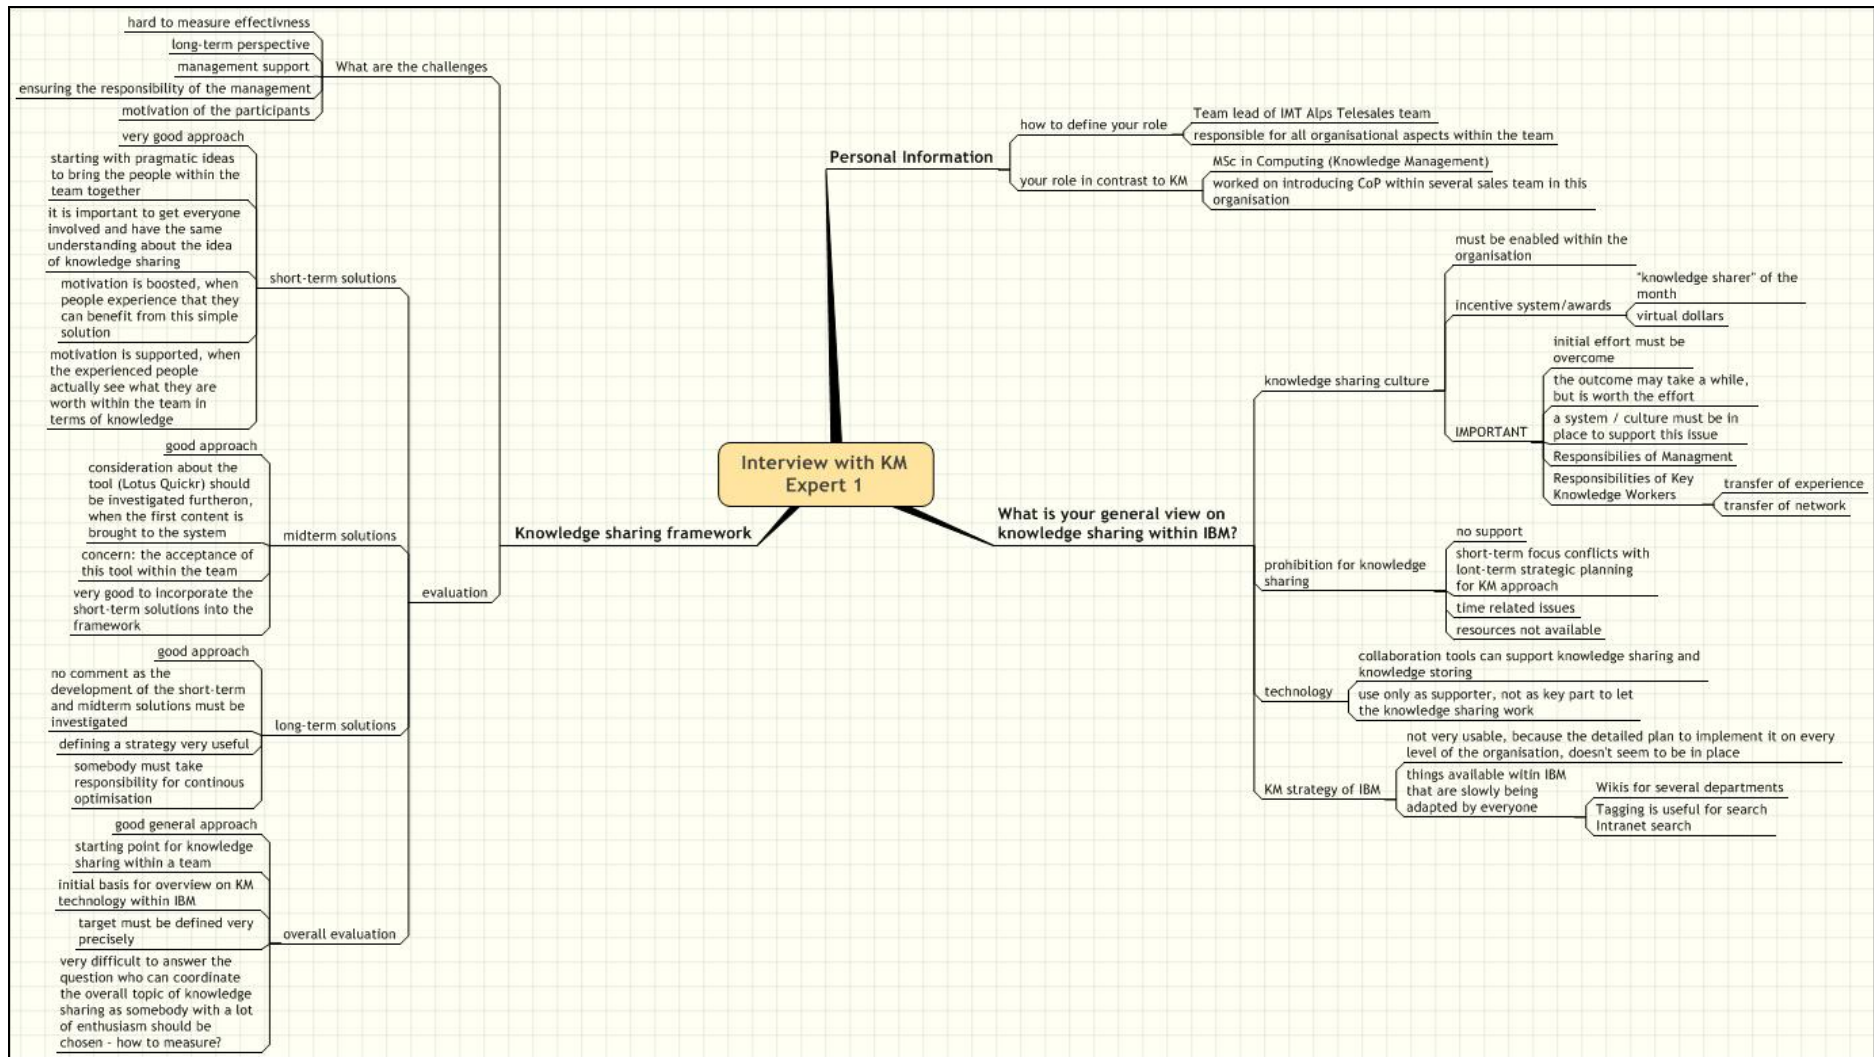 hard to measure effectivness
long-term perspective
management support
ensuring the responsibility of the management
motivation of the participants
What are the challenges
very good approach
starting with pragmatic ideas
to bring the people within the
team together
it is important to get everyone
involved and have the same
understanding about the idea
of knowledge sharing
motivation is boosted, when
people experience that they
can benefit from this simple
solution
motivation is supported, when
the experienced people
actually see what they are
worth within the team in
terms of knowledge
short-term solutions
good approach
consideration about the
tool (Lotus Quickr) should
be investigated furtheron,
when the first content is
brought to the system
concern: the acceptance of
this tool within the team
very good to incorporate the
short-term solutions into the
framework
midterm solutions
good approach
no comment as the
development of the short-term
and midterm solutions must be
investigated
defining a strategy very useful
somebody must take
responsibility for continous
optimisation
long-term solutions
good general approach
starting point for knowledge
sharing within a team
initial basis for overview on KM
technology within IBM
target must be defined very
precisely
very difficult to answer the
question who can coordinate
the overall topic of knowledge
sharing as somebody with a lot
of enthusiasm should be
chosen - how to measure?
overall evaluation
evaluation
Knowledge sharing framework
Interview with KM
Expert 1
Personal Information
how to define your role
Team lead of IMT Alps Telesales team
responsible for all organisational aspects within the team
your role in contrast to KM
MSc in Computing (Knowledge Management)
worked on introducing CoP within several sales team in this
organisation
What is your general view on
knowledge sharing within IBM?
knowledge sharing culture
must be enabled within the
organisation
incentive system/awards
"knowledge sharer" of the
month
virtual dollars
IMPORTANT
initial effort must be
overcome
the outcome may take a while,
but is worth the effort
a system / culture must be in
place to support this issue
Responsibilies of Managment
Responsibilities of Key
Knowledge Workers
transfer of experience
transfer of network
prohibition for knowledge
sharing
no support
short-term focus conflicts with
lont-term strategic planning
for KM approach
time related issues
resources not available
technology
collaboration tools can support knowledge sharing and
knowledge storing
use only as supporter, not as key part to let
the knowledge sharing work
KM strategy of IBM
not very usable, because the detailed plan to implement it on every
level of the organisation, doesn't seem to be in place
things available witin IBM
that are slowly being
adapted by everyone
Wikis for several departments
Tagging is useful for search
Intranet search